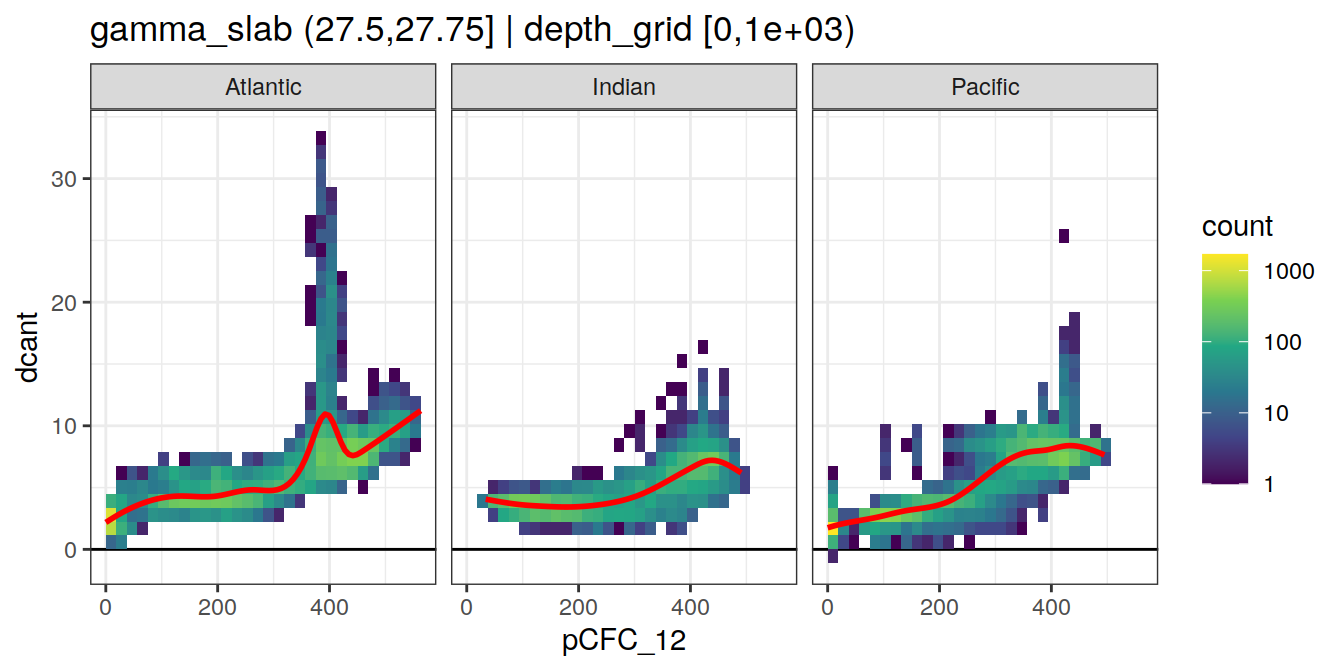 gamma_slab (27.5,27.75] | depth_grid [0,1e+03)
Atlantic
Indian
Pacific
30
20
10
0
dcant
0 200 400
0 200 400
0 200 400
pCFC_12
count
1000
100
10
1